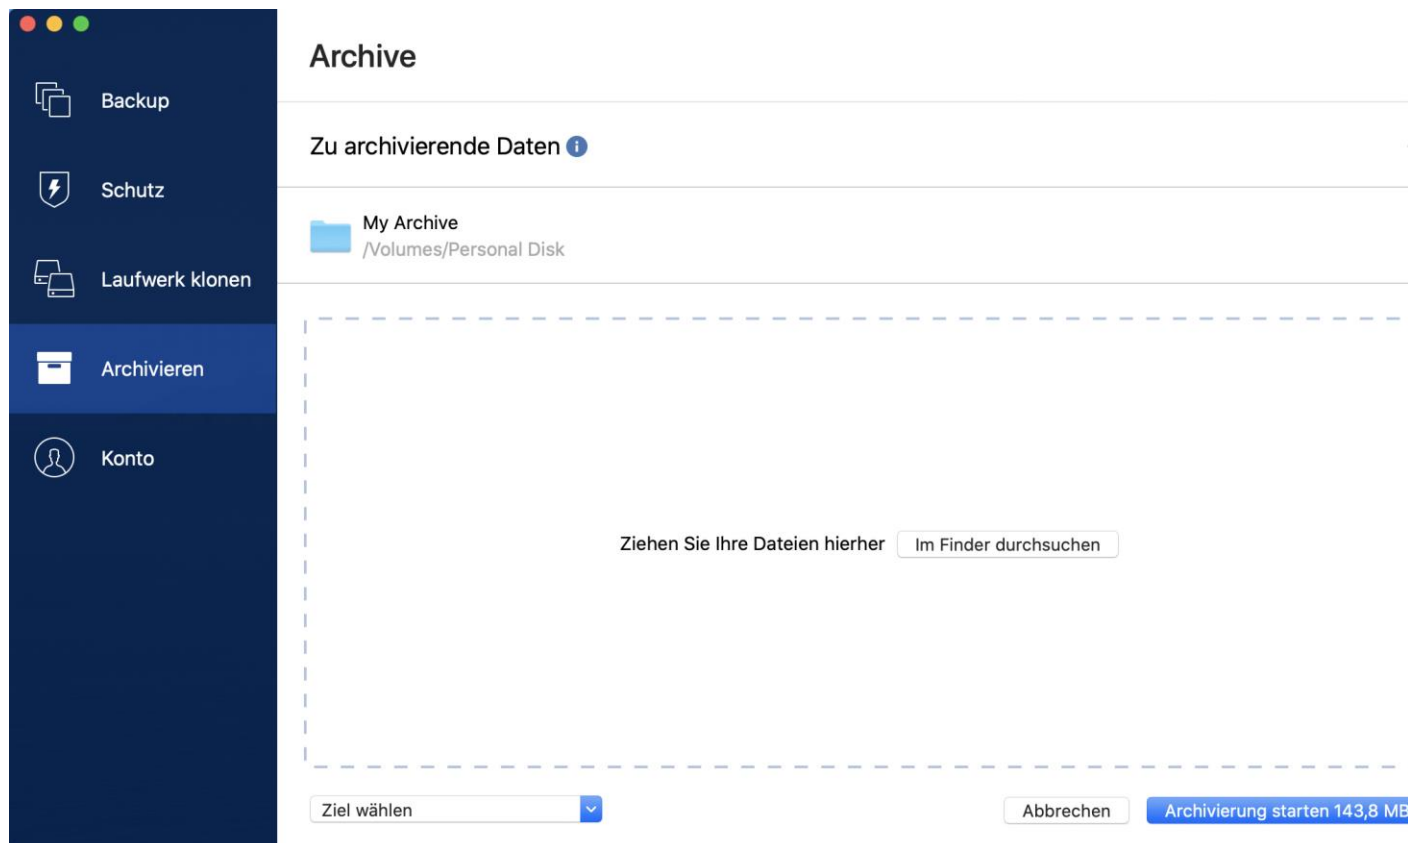 Archive
Backup
Zu archivierende Daten
Schutz
My Archive
/Volumes/Personal Disk
Laufwerk klonen
Archivieren
Konto
Ziehen Sie Ihre Dateien hierher Im Finder durchsuchen
Ziel wählen Abbrechen Archivierung starten 143,8 MB